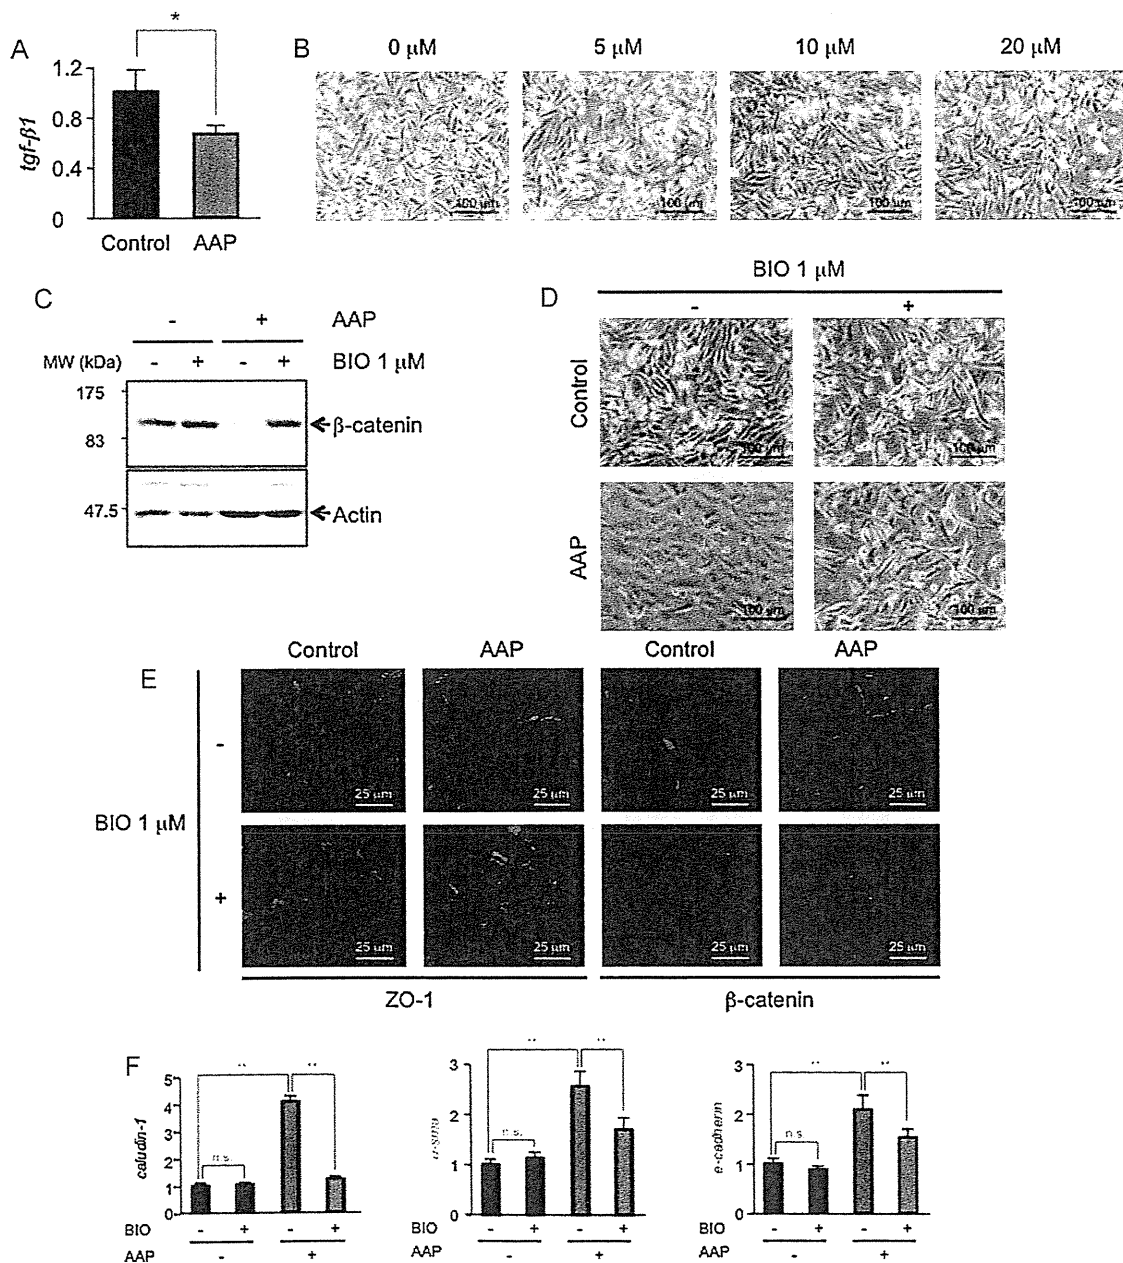 A
*
1.2
0.8
0.4
0
tgf-β1
Control AAP
B
0 μM 5 μM 10 μM 20 μM
100 μm 100 μm 100 μm 100 μm
C
- + AAP
MW (kDa) - + - + BIO 1 μM
175
83
β-catenin
47.5
Actin
D
BIO 1 μM
- +
Control
100 μm 100 μm
AAP
100 μm 100 μm
E
Control AAP Control AAP
BIO 1 μM
-
25 μm 25 μm 25 μm 25 μm
+
25 μm 25 μm 25 μm 25 μm
ZO-1 β-catenin
F
caludin-1
5
4
3
2
1
0
n.s.
BIO - + - +
AAP - +
α-sma
3
2
1
0
n.s.
BIO - + - +
AAP - +
e-cadherin
3
2
1
0
n.s.
BIO - + - +
AAP - +